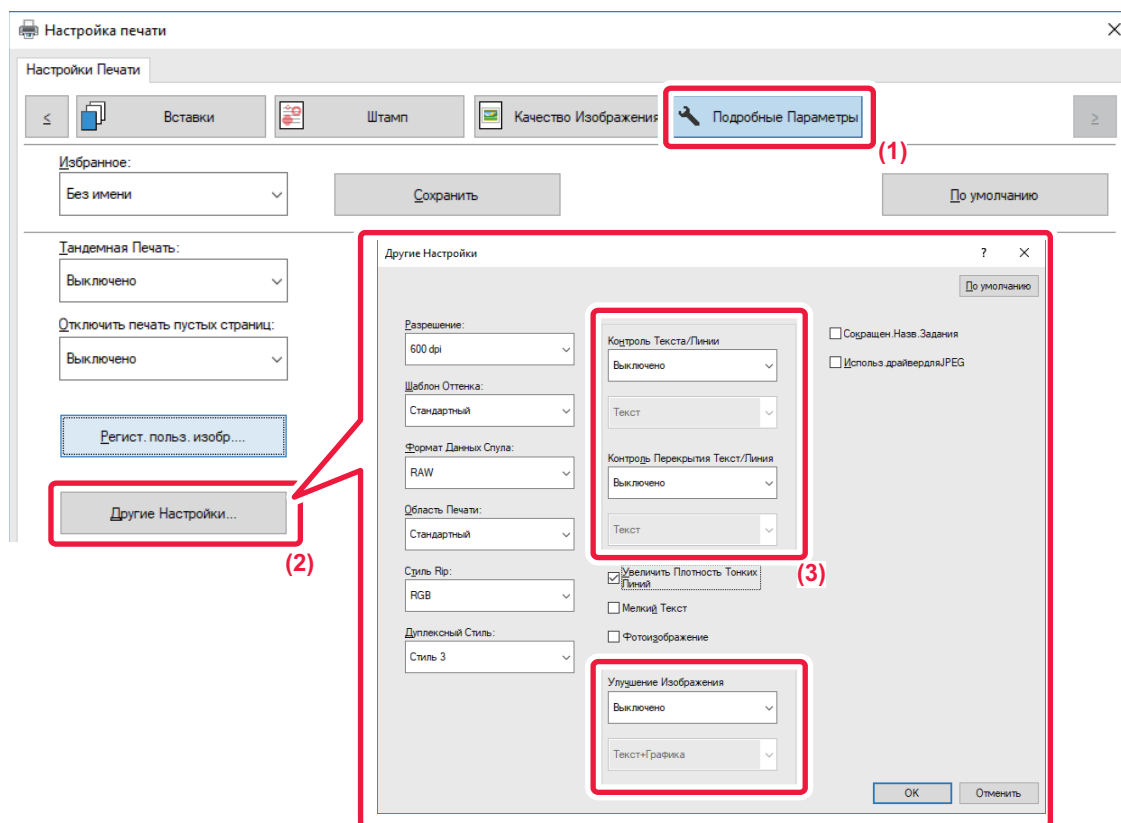 Настройка печати
Настройки Печати
<
Вставки
Штамп
Качество Изображения
Подробные Параметры
>
(1)
Избранное:
Без имени
Сохранить
По умолчанию
Тандемная Печать:
Выключено
Отключить печать пустых страниц:
Выключено
Регист. польз. изобр....
Другие Настройки...
(2)
Другие Настройки
?
По умолчанию
Разрешение:
600 dpi
Шаблон Оттенка:
Стандартный
Формат Данных Спула:
RAW
Область Печати:
Стандартный
Стиль Rip:
RGB
Дуплексный Стиль:
Стиль 3
Контроль Текста/Линии
Выключено
Текст
Контроль Перекрытия Текст/Линия
Выключено
Текст
(3)
Увеличить Плотность Тонких
Линий
Мелкий Текст
Фотоизображение
Улучшение Изображения
Выключено
Текст+Графика
Сокращен.Назв.Задания
Использ.драйвердляJPEG
OK
Отменить